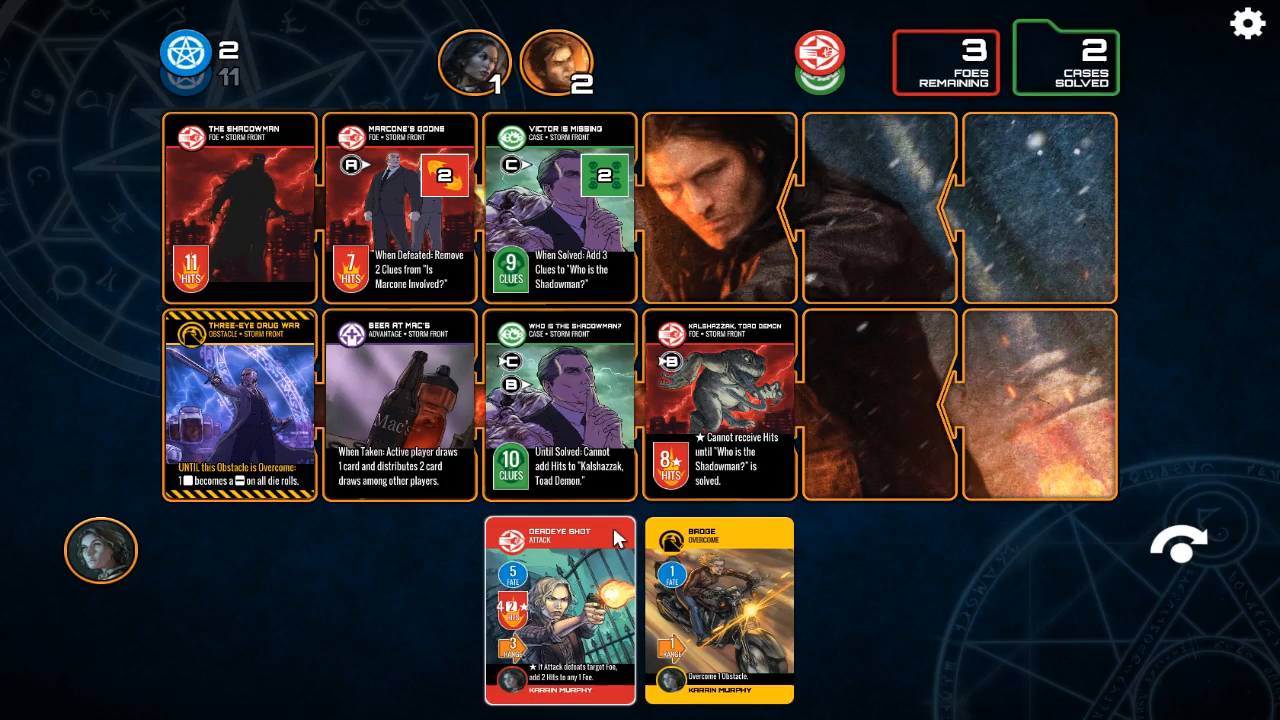 2
11
1
2
3
FOES
REMAINING
2
CASES
SOLVED
THE SHADOWMAN
FOE • STORM FRONT
11
HITS
MARCONE'S GOONS
FOE • STORM FRONT
A
2
7
HITS
"When Defeated: Remove
2 Clues from "Is
Marcone Involved?"
VICTOR IS MISSING
CASE • STORM FRONT
C
2
9
CLUES
When Solved: Add 3
Clues to "Who is the
Shadowman?"
THREE-EYE DRUG WAR
OBSTACLE • STORM FRONT
UNTIL this Obstacle is Overcome:
1 becomes a on all die rolls.
BEER AT MAC'S
ADVANTAGE • STORM FRONT
Mac's
When Taken: Active player draws
1 card and distributes 2 card
draws among other players.
WHO IS THE SHADOWMAN?
CASE • STORM FRONT
C
B
10
CLUES
Until Solved: Cannot
add Hits to "Kalshazzak,
Toad Demon."
KALSHAZZAK, TOAD DEMON
FOE • STORM FRONT
B
8★
HITS
★ Cannot receive Hits
until "Who is the
Shadowman?" is
solved.
DEADEYE SHOT
ATTACK
5
FATE
4 2 ★
HITS
3
RANGE
★ If Attack defeats target Foe,
add 2 Hits to any 1 Foe.
KARRIN MURPHY
BADGE
OVERCOME
1
FATE
1
RANGE
Overcome 1 Obstacle.
KARRIN MURPHY